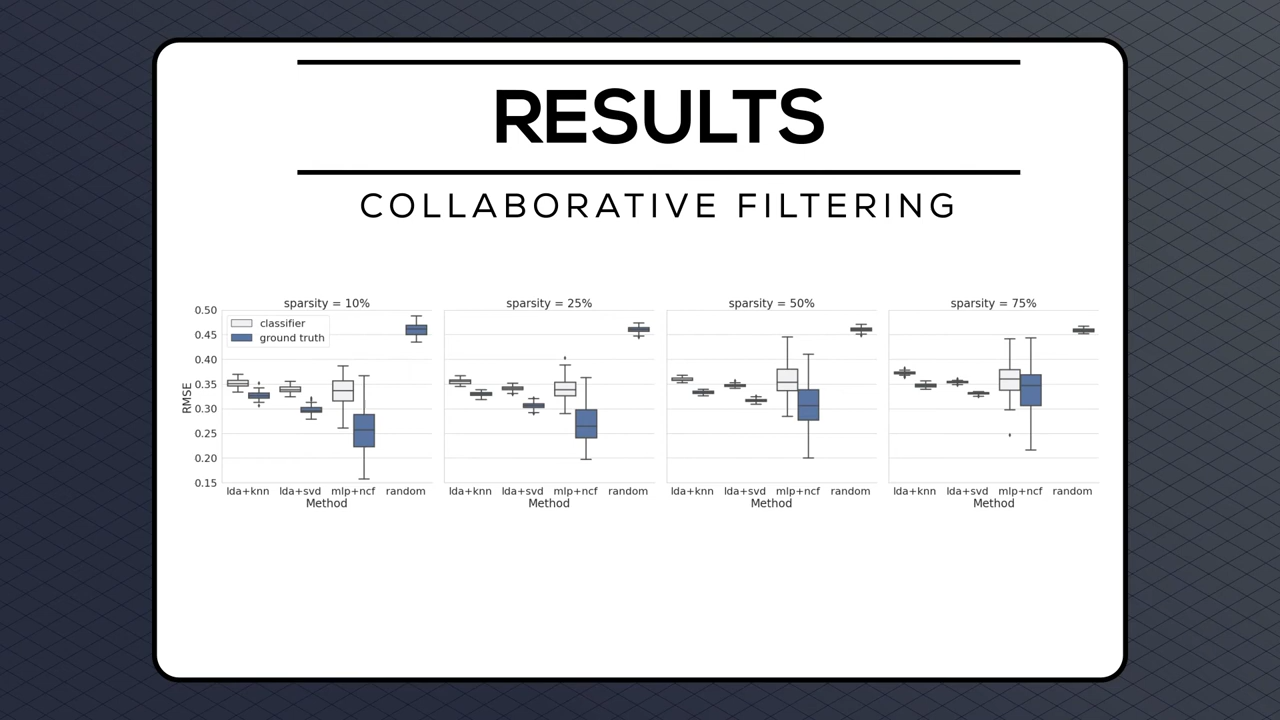 RESULTS
COLLABORATIVE FILTERING
sparsity = 10%
sparsity = 25%
sparsity = 50%
sparsity = 75%
classifier
ground truth
RMSE
0.50
0.45
0.40
0.35
0.30
0.25
0.20
0.15
lda+knn lda+svd mlp+ncf random
lda+knn lda+svd mlp+ncf random
lda+knn lda+svd mlp+ncf random
lda+knn lda+svd mlp+ncf random
Method
Method
Method
Method